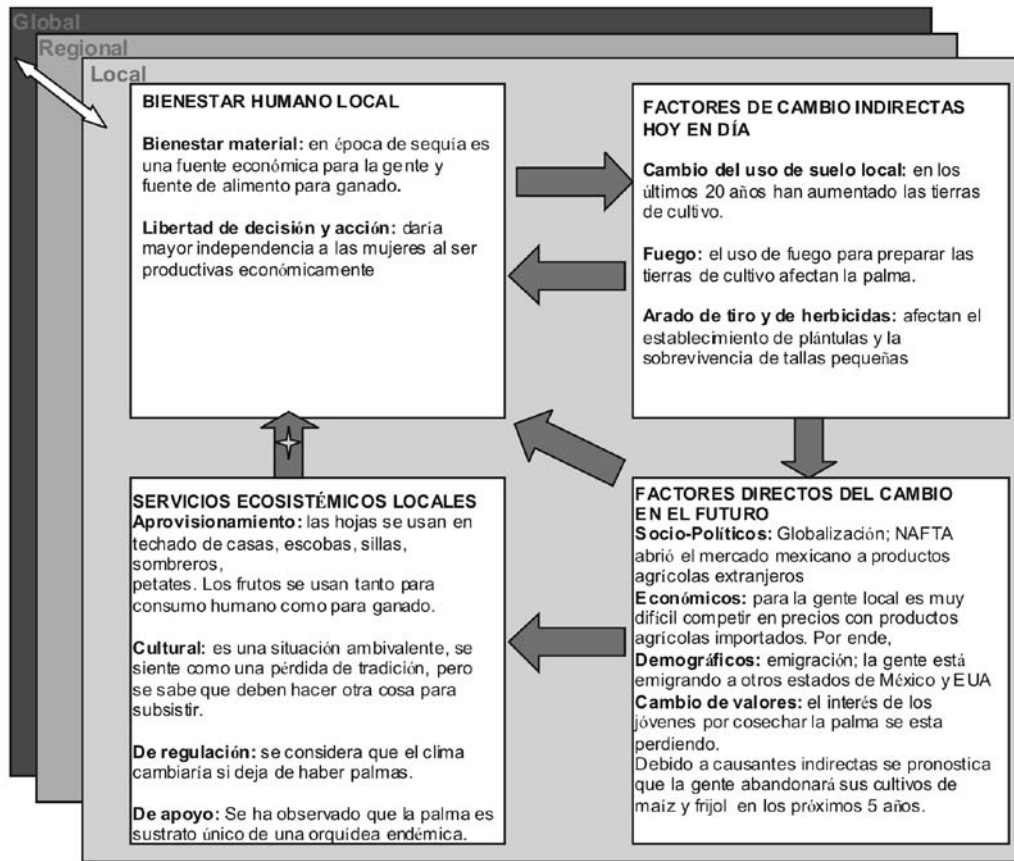 Global
Regional
Local
BIENESTAR HUMANO LOCAL
Bienestar material: en época de sequía es
una fuente económica para la gente y
fuente de alimento para ganado.
Libertad de decisión y acción: daría
mayor independencia a las mujeres al ser
productivas económicamente
FACTORES DE CAMBIO INDIRECTAS
HOY EN DÍA
Cambio del uso de suelo local: en los
últimos 20 años han aumentado las tierras
de cultivo.
Fuego: el uso de fuego para preparar las
tierras de cultivo afectan la palma.
Arado de tiro y de herbicidas: afectan el
establecimiento de plántulas y la
sobrevivencia de tallas pequeñas
SERVICIOS ECOSISTÉMICOS LOCALES
Aprovisionamiento: las hojas se usan en
techado de casas, escobas, sillas,
sombreros,
petates. Los frutos se usan tanto para
consumo humano como para ganado.
Cultural: es una situación ambivalente, se
siente como una pérdida de tradición, pero
se sabe que deben hacer otra cosa para
subsistir.
De regulación: se considera que el clima
cambiaría si deja de haber palmas.
De apoyo: Se ha observado que la palma es
sustrato único de una orquídea endémica.
FACTORES DIRECTOS DEL CAMBIO
EN EL FUTURO
Socio-Políticos: Globalización; NAFTA
abrió el mercado mexicano a productos
agrícolas extranjeros
Económicos: para la gente local es muy
difícil competir en precios con productos
agrícolas importados. Por ende,
Demográficos: emigración; la gente está
emigrando a otros estados de México y EUA
Cambio de valores: el interés de los
jóvenes por cosechar la palma se esta
perdiendo.
Debido a causantes indirectas se pronostica
que la gente abandonará sus cultivos de
maíz y frijol en los próximos 5 años.